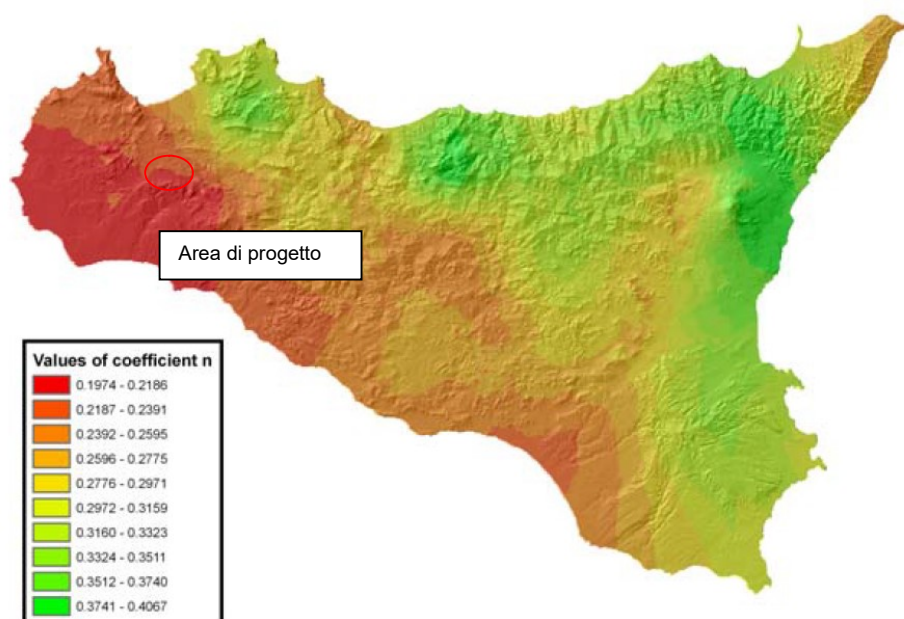 Area di progetto
Values of coefficient n
0.1974 - 0.2186
0.2187 - 0.2391
0.2392 - 0.2595
0.2596 - 0.2775
0.2776 - 0.2971
0.2972 - 0.3159
0.3160 - 0.3323
0.3324 - 0.3511
0.3512 - 0.3740
0.3741 - 0.4067